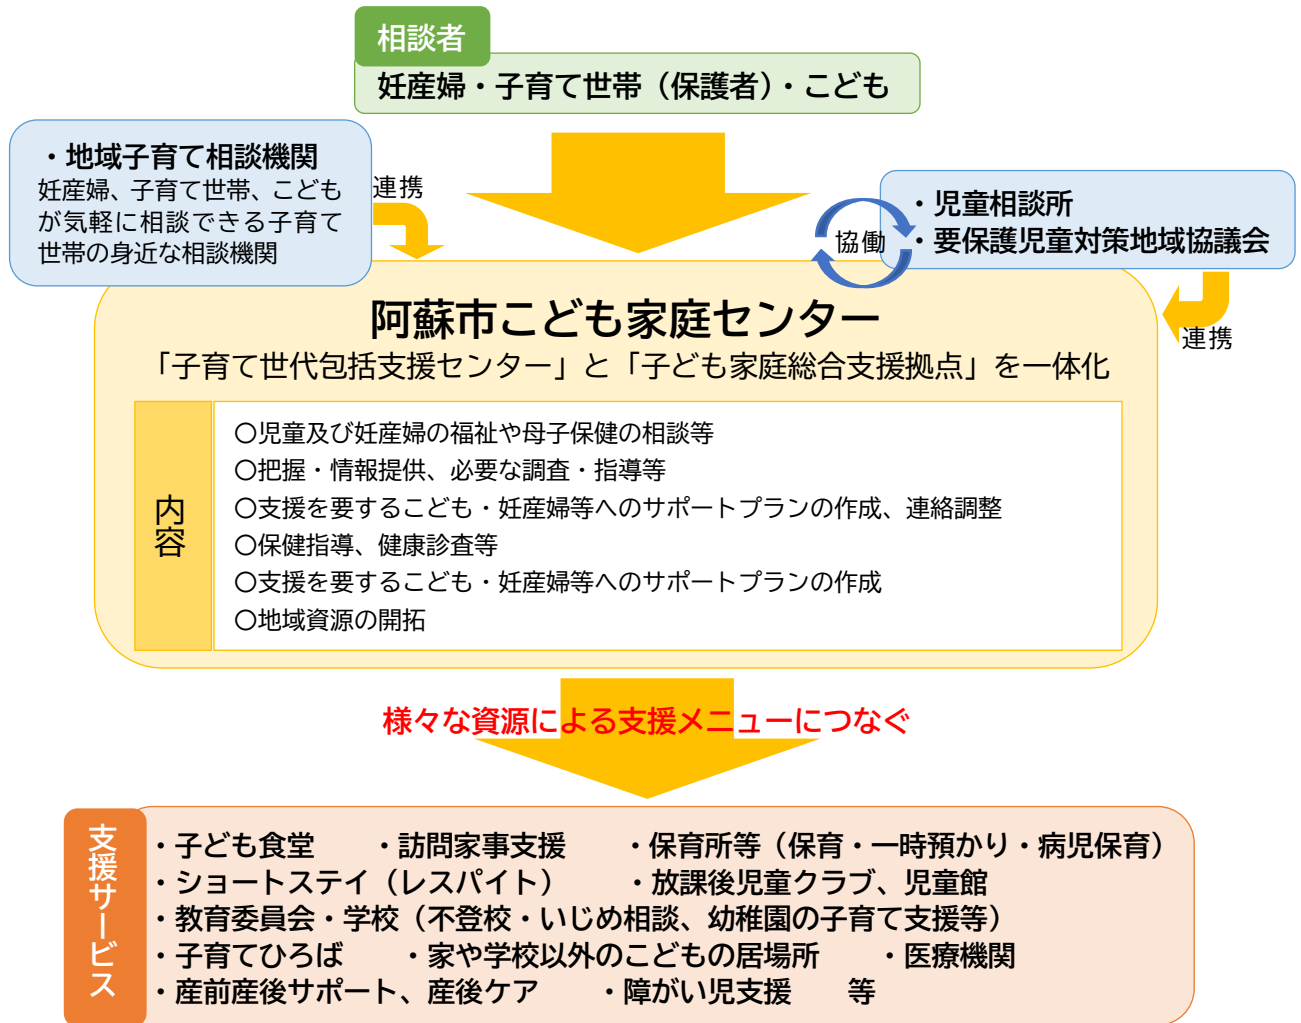 相談者
妊産婦・子育て世帯（保護者）・こども
・地域子育て相談機関
妊産婦、子育て世帯、こども
が気軽に相談できる子育て
世帯の身近な相談機関
連携
協働
・児童相談所
・要保護児童対策地域協議会
連携
阿蘇市こども家庭センター
「子育て世代包括支援センター」と「子ども家庭総合支援拠点」を一体化
内容
〇児童及び妊産婦の福祉や母子保健の相談等
〇把握・情報提供、必要な調査・指導等
〇支援を要するこども・妊産婦等へのサポートプランの作成、連絡調整
〇保健指導、健康診査等
〇支援を要するこども・妊産婦等へのサポートプランの作成
〇地域資源の開拓
様々な資源による支援メニューにつなぐ
支援サービス
・子ども食堂　・訪問家事支援　・保育所等（保育・一時預かり・病児保育）
・ショートステイ（レスパイト）　・放課後児童クラブ、児童館
・教育委員会・学校（不登校・いじめ相談、幼稚園の子育て支援等）
・子育てひろば　・家や学校以外のこどもの居場所　・医療機関
・産前産後サポート、産後ケア　・障がい児支援　等